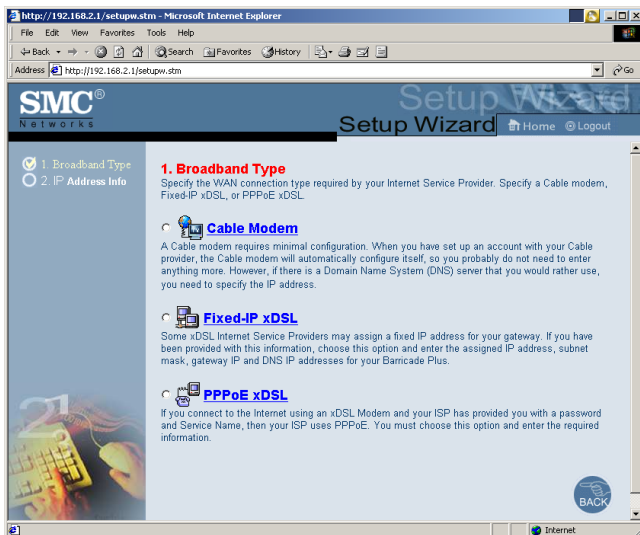 http://192.168.2.1/setupw.stm - Microsoft Internet Explorer
File Edit View Favorites Tools Help
Back Search Favorites History
Address http://192.168.2.1/setupw.stm Go
SMC®
Networks
Setup Wizard
Setup Wizard
Home Logout
1. Broadband Type
2. IP Address Info
1. Broadband Type
Specify the WAN connection type required by your Internet Service Provider. Specify a Cable modem,
Fixed-IP xDSL, or PPPoE xDSL.
Cable Modem
A Cable modem requires minimal configuration. When you have set up an account with your Cable
provider, the Cable modem will automatically configure itself, so you probably do not need to enter
anything more. However, if there is a Domain Name System (DNS) server that you would rather use,
you need to specify the IP address.
Fixed-IP xDSL
Some xDSL Internet Service Providers may assign a fixed IP address for your gateway. If you have
been provided with this information, choose this option and enter the assigned IP address, subnet
mask, gateway IP and DNS IP addresses for your Barricade Plus.
PPPoE xDSL
If you connect to the Internet using an xDSL Modem and your ISP has provided you with a password
and Service Name, then your ISP uses PPPoE. You must choose this option and enter the required
information.
21
BACK
Internet